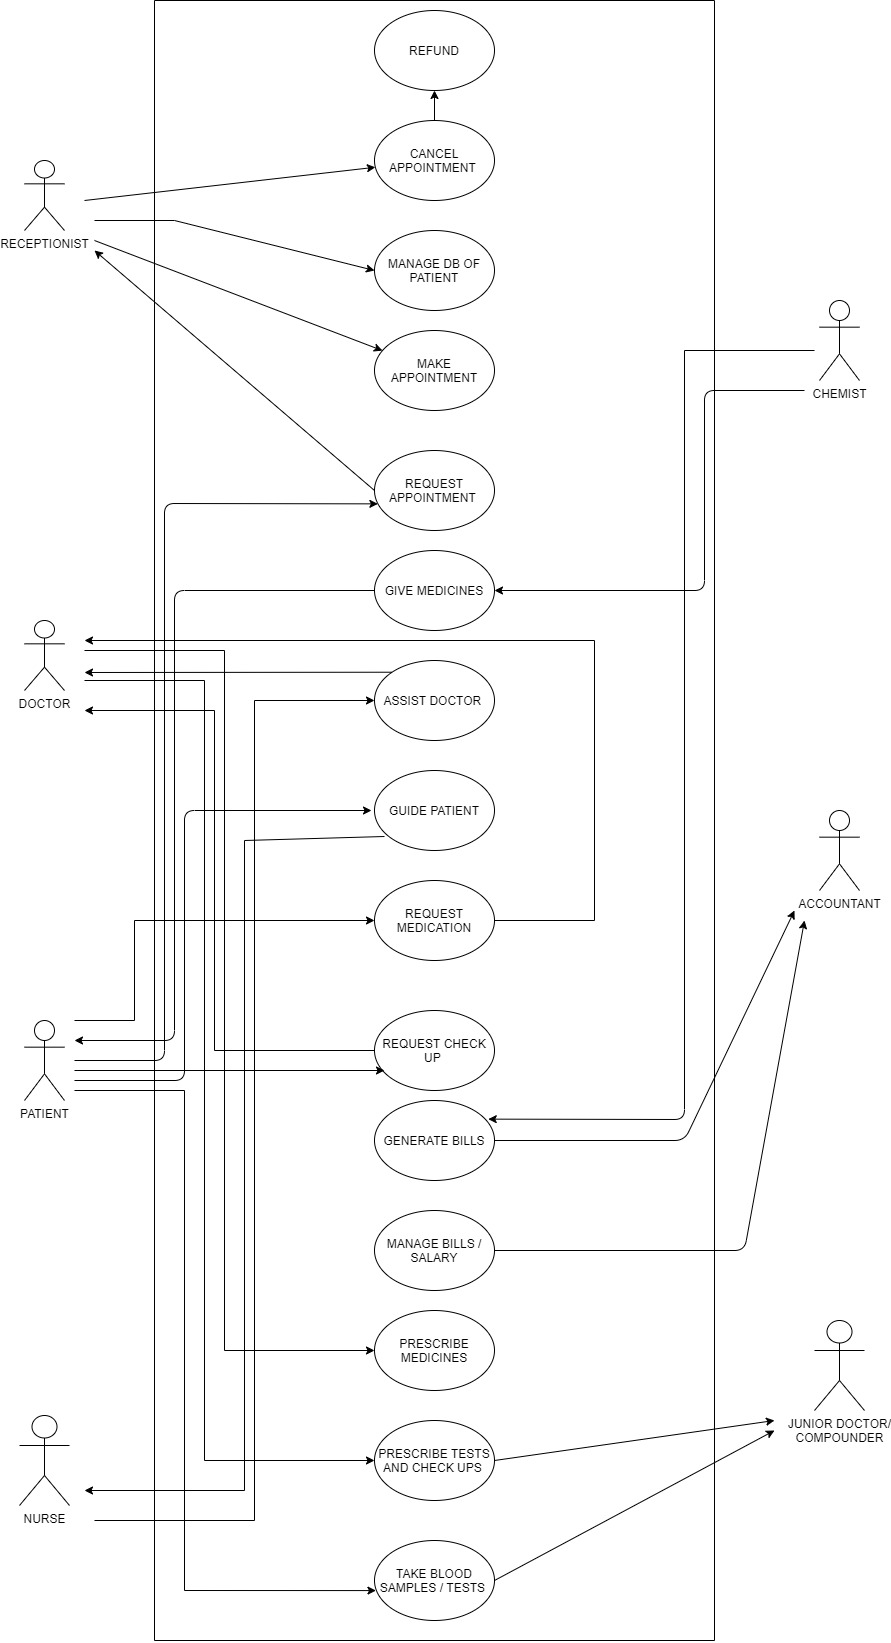 REFUND
CANCEL
APPOINTMENT
RECEPTIONIST
MANAGE DB OF
PATIENT
MAKE
APPOINTMENT
CHEMIST
REQUEST
APPOINTMENT
GIVE MEDICINES
DOCTOR
ASSIST DOCTOR
GUIDE PATIENT
ACCOUNTANT
REQUEST
MEDICATION
REQUEST CHECK
UP
PATIENT
GENERATE BILLS
MANAGE BILLS /
SALARY
PRESCRIBE
MEDICINES
JUNIOR DOCTOR/
COMPOUNDER
PRESCRIBE TESTS
AND CHECK UPS
NURSE
TAKE BLOOD
SAMPLES / TESTS